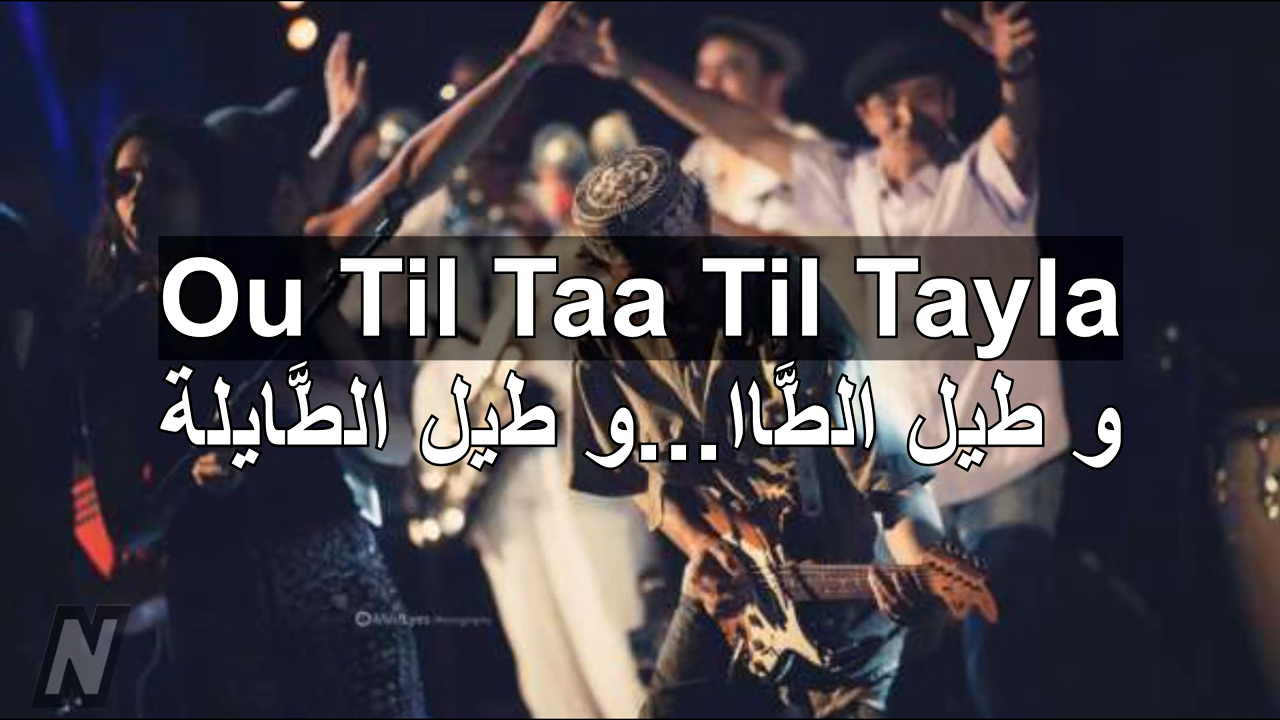 Ou Til Taa Til Tayla
و طيل الطَّاا...و طيل الطَّايلة
N